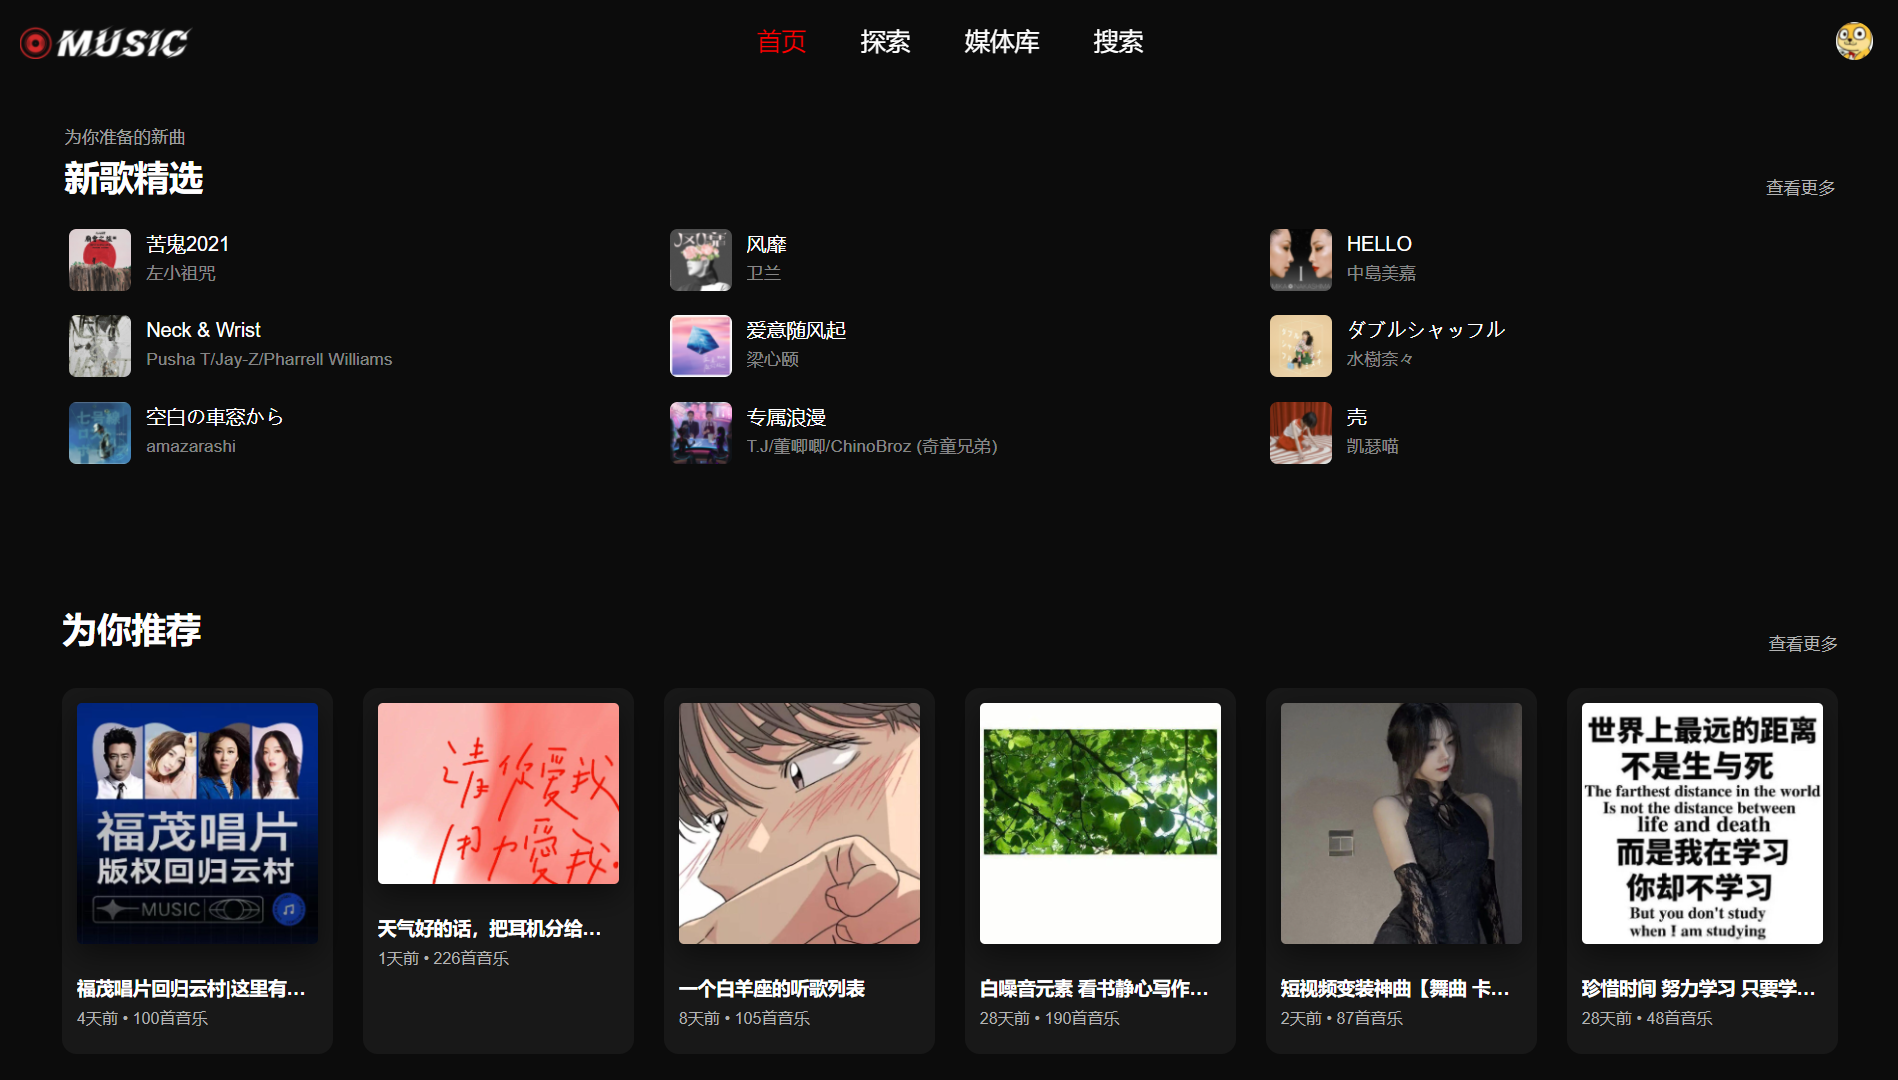 MUSIC
首页 探索 媒体库 搜索
为你准备的新曲
新歌精选
查看更多
苦鬼2021
左小祖咒
风靡
卫兰
HELLO
中島美嘉
Neck & Wrist
Pusha T/Jay-Z/Pharrell Williams
爱意随风起
梁心颐
ダブルシャッフル
水樹奈々
空白の車窓から
amazarashi
专属浪漫
T.J/董唧唧/ChinoBroz (奇童兄弟)
壳
凯瑟喵
为你推荐
查看更多
福茂唱片
版权回归云村
MUSIC
福茂唱片回归云村|这里有...
4天前 • 100首音乐
请你爱我
用力爱我.
天气好的话，把耳机分给...
1天前 • 226首音乐
一个白羊座的听歌列表
8天前 • 105首音乐
白噪音元素 看书静心写作...
28天前 • 190首音乐
短视频变装神曲【舞曲 卡...
2天前 • 87首音乐
世界上最远的距离
不是生与死
The farthest distance in the world
Is not the distance between
life and death
而是我在学习
你却不学习
But you don't study
when I am studying
珍惜时间 努力学习 只要学...
28天前 • 48首音乐